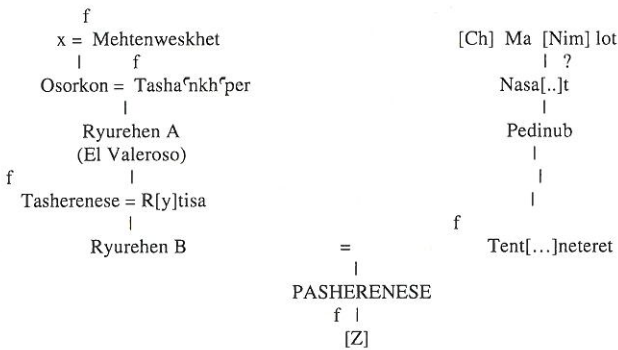 f
x = Mehtenweskhet [Ch] Ma [Nim] lot
| f | ?
Osorkon = Tashaʿnkhʿper Nasa[..]t
| |
Ryurehen A Pedinub
(El Valeroso) |
f | |
Tasherenese = R[y]tisa |
| f
Ryurehen B = Tent[...]neteret
|
PASHERENESE
f |
[Z]